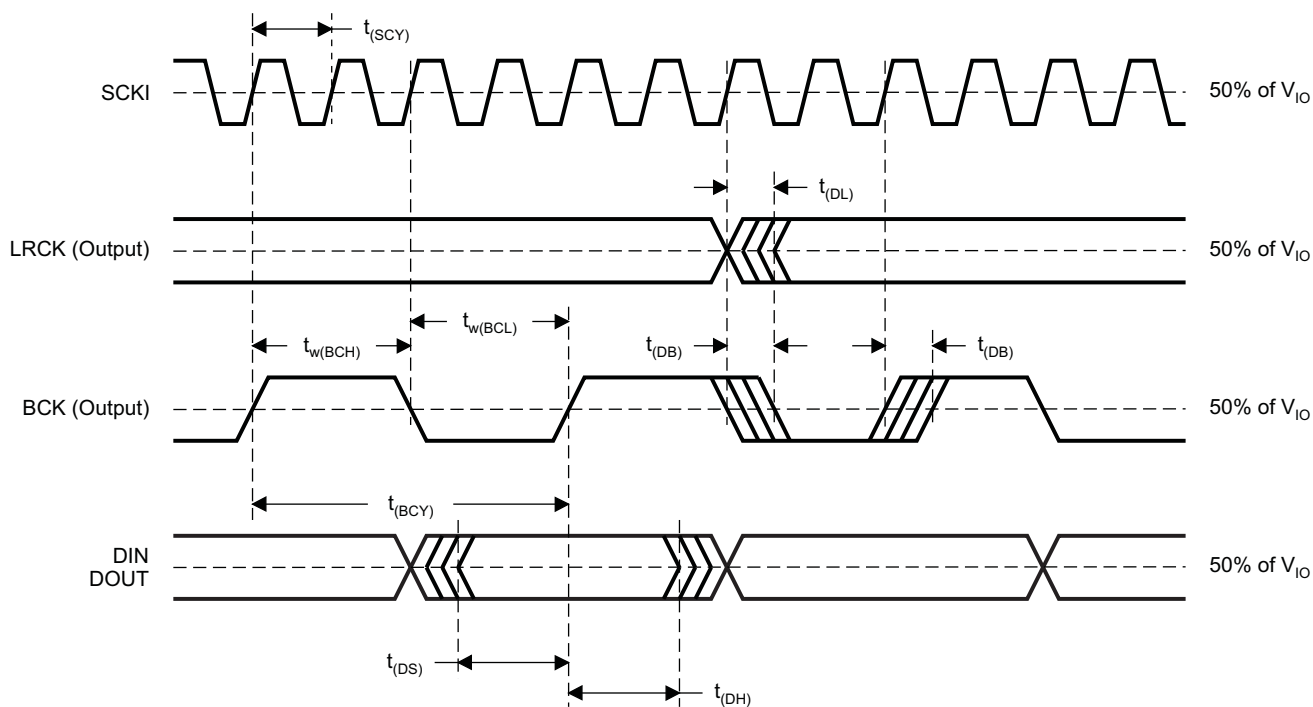 t(SCY)
SCKI
50% of VIO
t(DL)
LRCK (Output)
50% of VIO
tw(BCL)
tw(BCH)
t(DB)
t(DB)
BCK (Output)
50% of VIO
t(BCY)
DIN
DOUT
50% of VIO
t(DS)
t(DH)